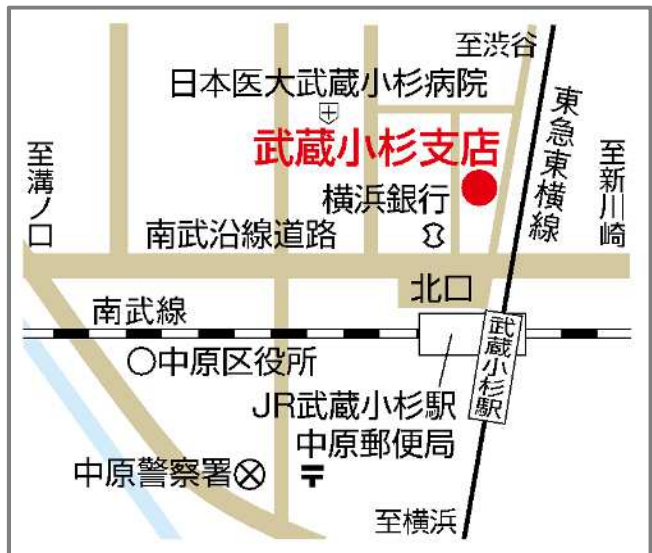 至渋谷
日本医大武蔵小杉病院
東急東横線
武蔵小杉支店
至溝ノ口
至新川崎
横浜銀行
南武沿線道路
北口
南武線
武蔵小杉駅
○中原区役所
JR武蔵小杉駅
中原郵便局
中原警察署
〒
至横浜